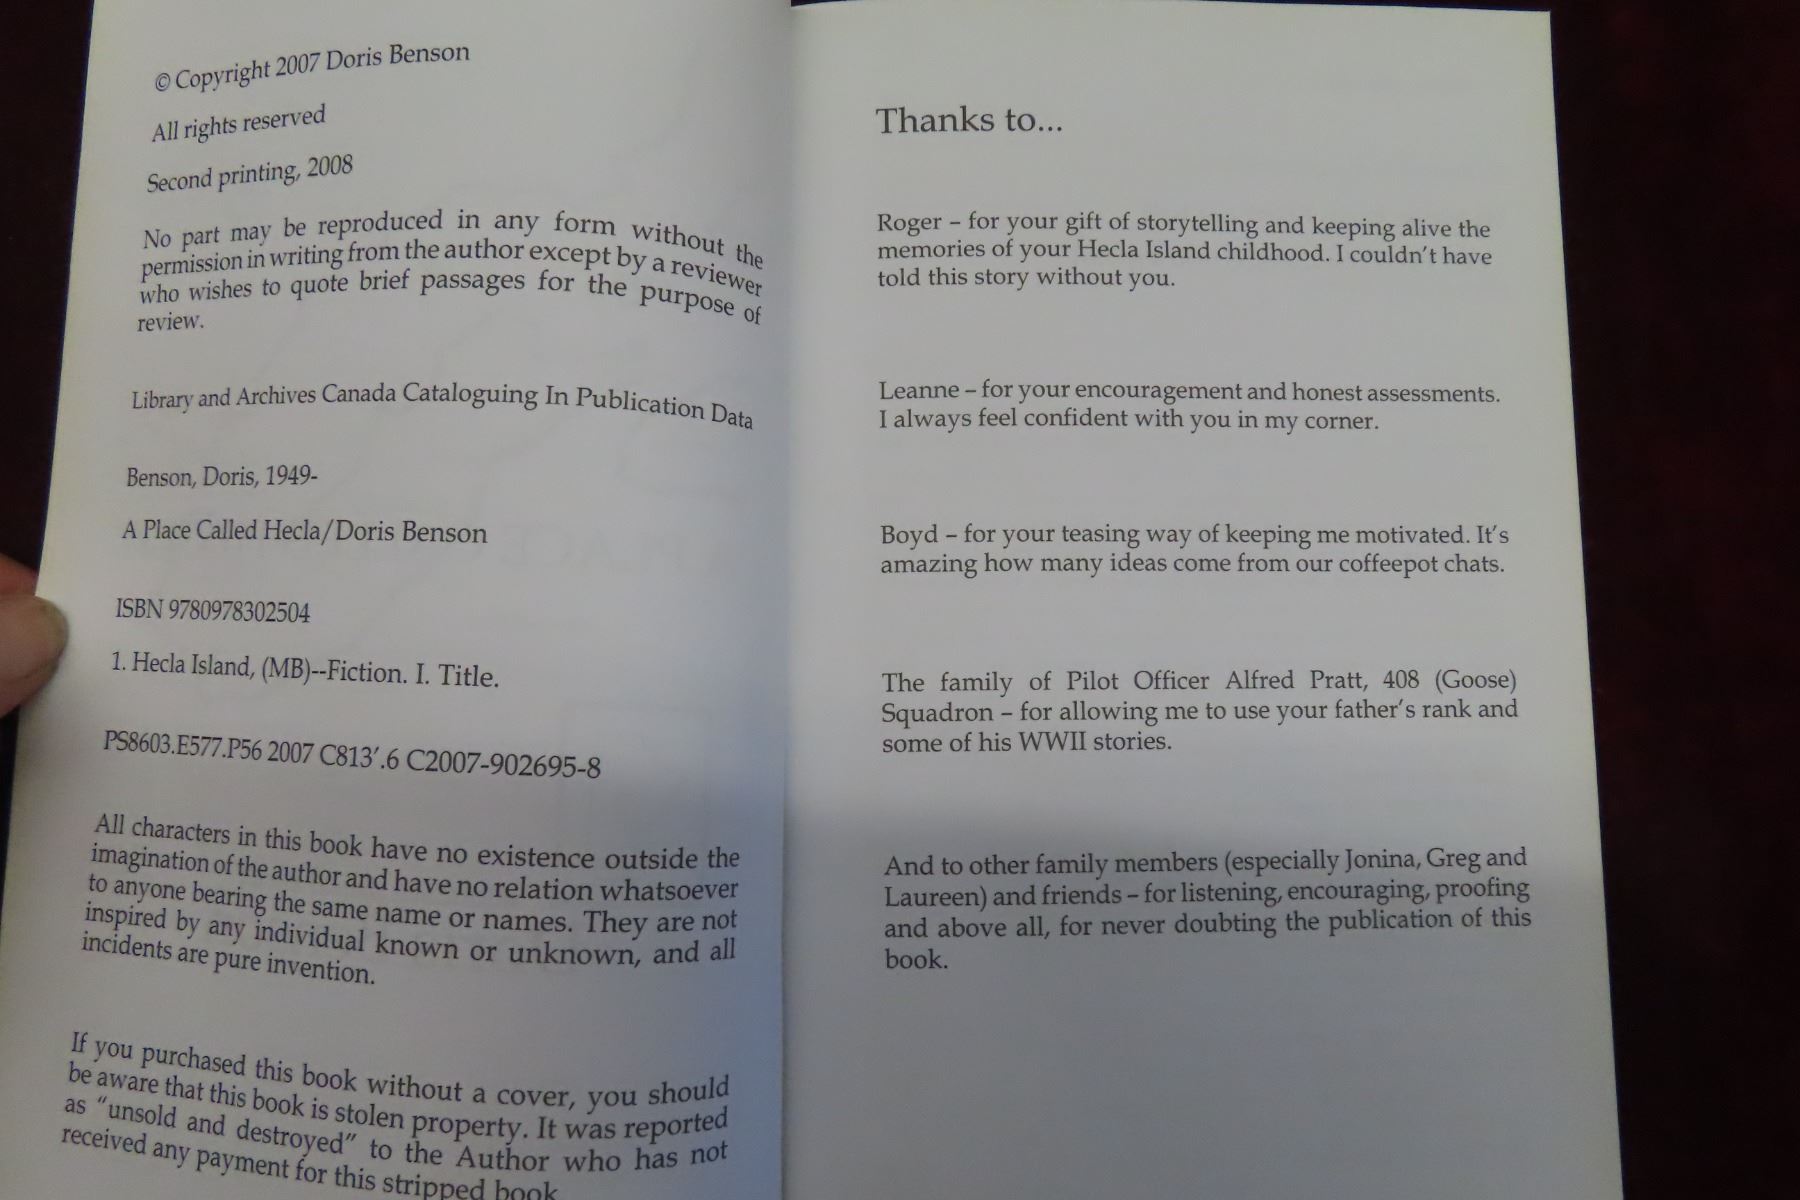 © Copyright 2007 Doris Benson
All rights reserved
Second printing, 2008
No part may be reproduced in any form without the
permission in writing from the author except by a reviewer
who wishes to quote brief passages for the purpose of
review.
Library and Archives Canada Cataloguing In Publication Data
Benson, Doris, 1949-
A Place Called Hecla/Doris Benson
ISBN 9780978302504
1. Hecla Island, (MB)--Fiction. I. Title.
PS8603.E577.P56 2007 C813'.6 C2007-902695-8
All characters in this book have no existence outside the
imagination of the author and have no relation whatsoever
to anyone bearing the same name or names. They are not
inspired by any individual known or unknown, and all
incidents are pure invention.
If you purchased this book without a cover, you should
be aware that this book is stolen property. It was reported
as "unsold and destroyed" to the Author who has not
received any payment for this stripped book
Thanks to...
Roger – for your gift of storytelling and keeping alive the
memories of your Hecla Island childhood. I couldn't have
told this story without you.
Leanne – for your encouragement and honest assessments.
I always feel confident with you in my corner.
Boyd – for your teasing way of keeping me motivated. It's
amazing how many ideas come from our coffeepot chats.
The family of Pilot Officer Alfred Pratt, 408 (Goose)
Squadron – for allowing me to use your father's rank and
some of his WWII stories.
And to other family members (especially Jonina, Greg and
Laureen) and friends – for listening, encouraging, proofing
and above all, for never doubting the publication of this
book.